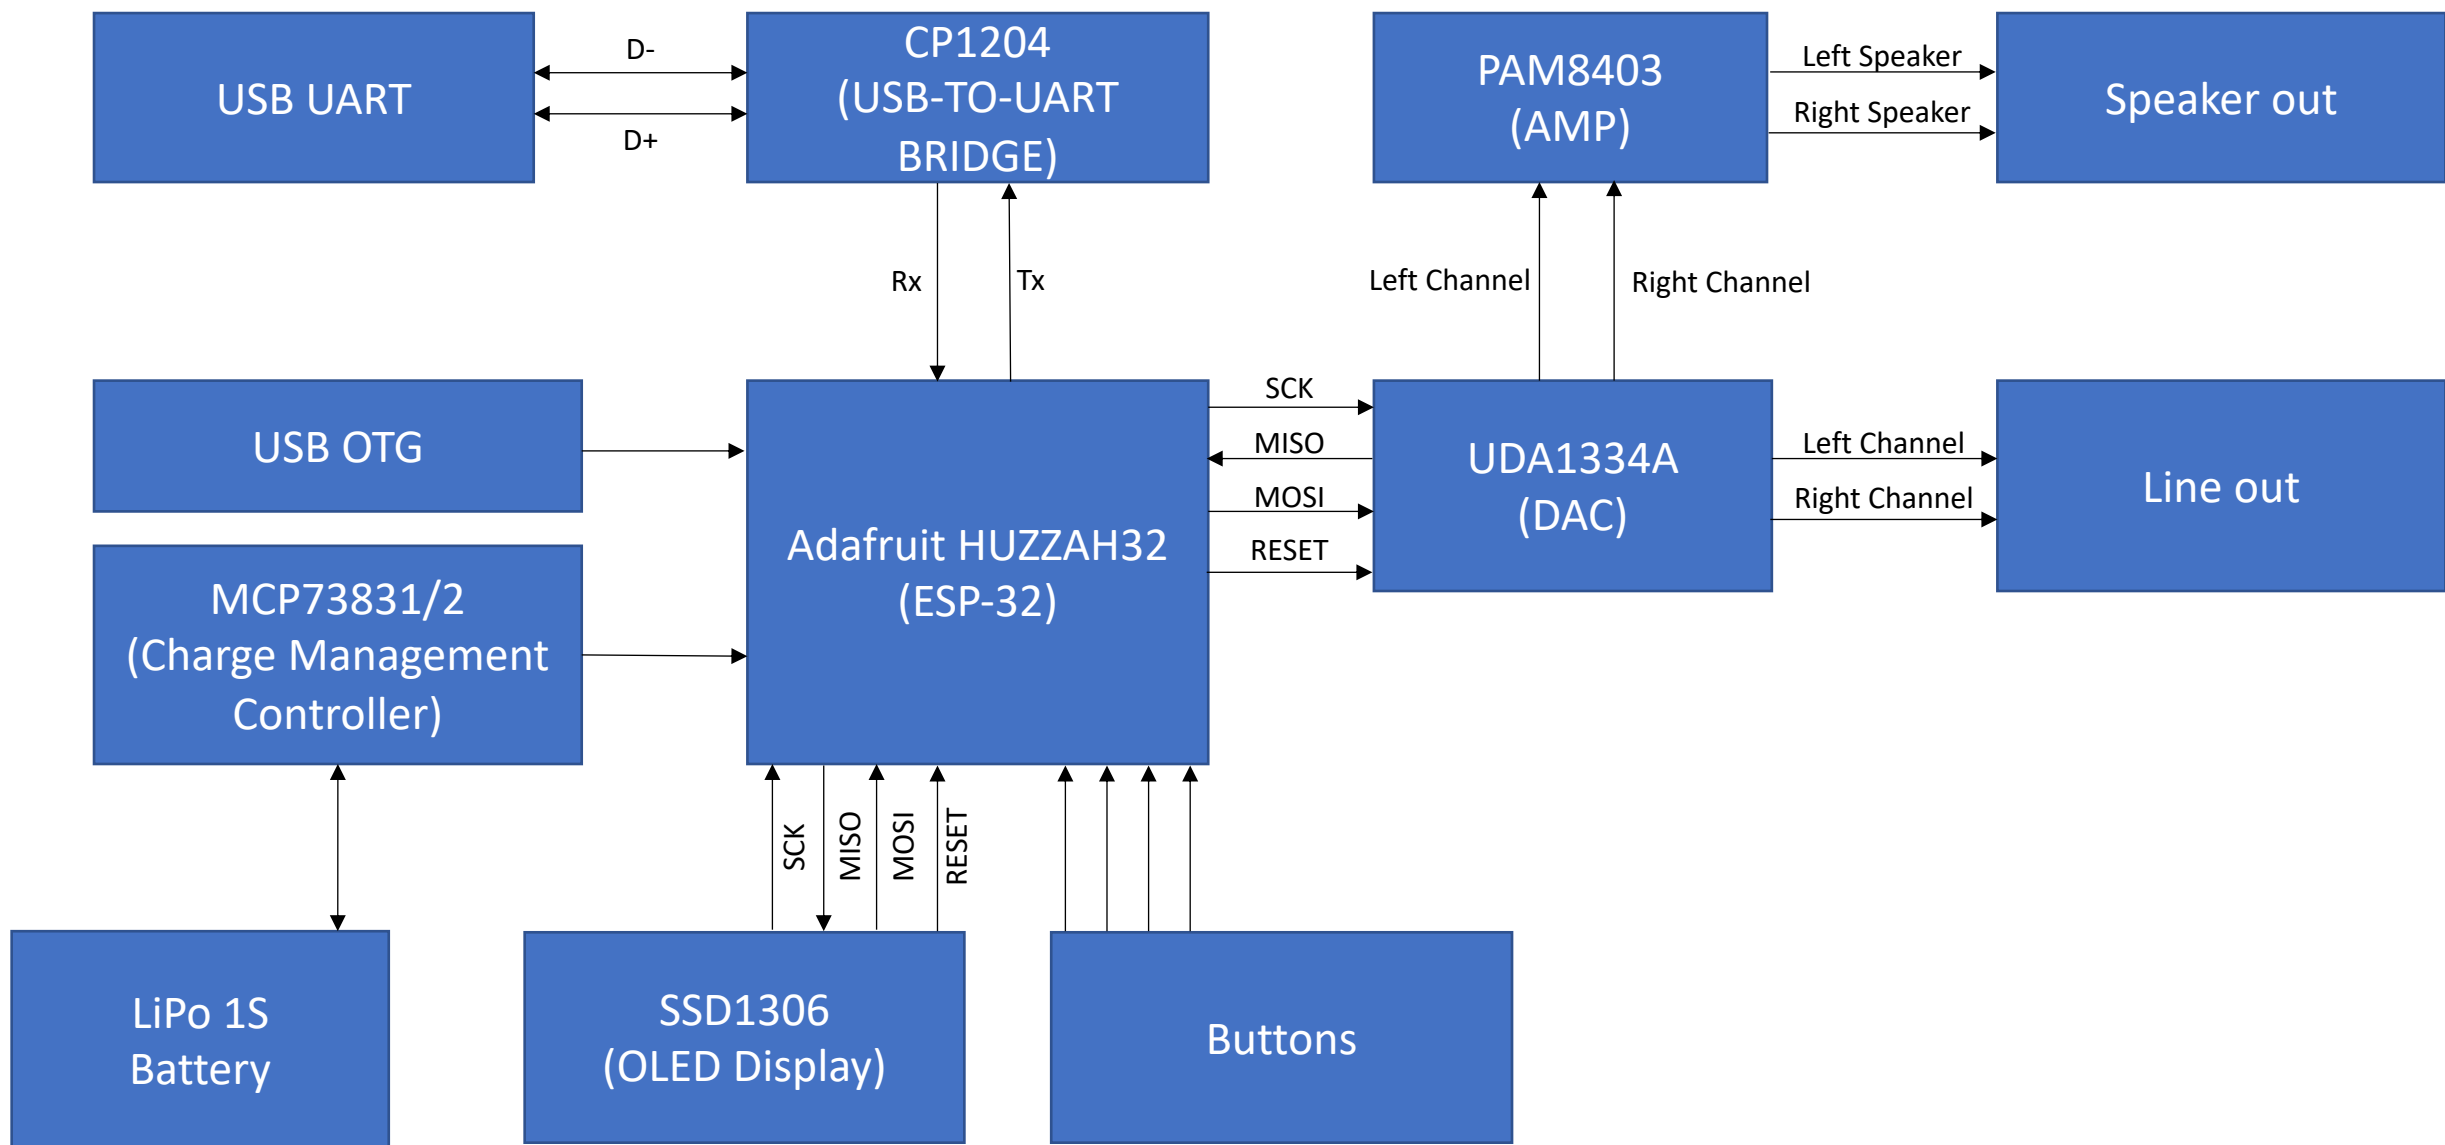 USB UART
D-
D+
CP1204
(USB-TO-UART
BRIDGE)
PAM8403
(AMP)
Left Speaker
Right Speaker
Speaker out
Rx
Tx
Left Channel
Right Channel
USB OTG
MCP73831/2
(Charge Management
Controller)
Adafruit HUZZAH32
(ESP-32)
SCK
MISO
MOSI
RESET
UDA1334A
(DAC)
Left Channel
Right Channel
Line out
SCK
MISO
MOSI
RESET
LiPo 1S
Battery
SSD1306
(OLED Display)
Buttons